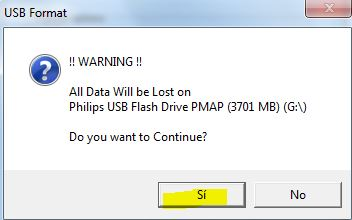 USB Format
!! WARNING !!
All Data Will be Lost on
Philips USB Flash Drive PMAP (3701 MB) (G:\)
Do you want to Continue?
Sí
No